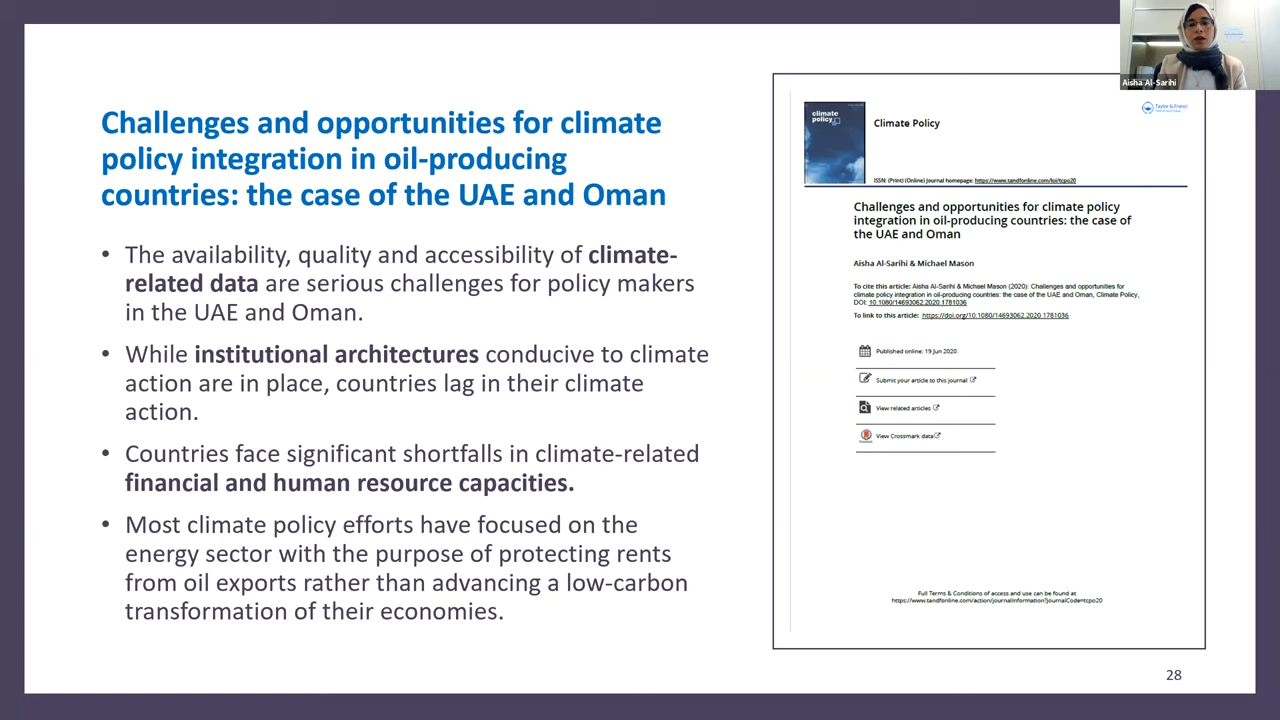 Aisha Al-Sarihi
Challenges and opportunities for climate
policy integration in oil-producing
countries: the case of the UAE and Oman
• The availability, quality and accessibility of climate-
related data are serious challenges for policy makers
in the UAE and Oman.
• While institutional architectures conducive to climate
action are in place, countries lag in their climate
action.
• Countries face significant shortfalls in climate-related
financial and human resource capacities.
• Most climate policy efforts have focused on the
energy sector with the purpose of protecting rents
from oil exports rather than advancing a low-carbon
transformation of their economies.
climate
policy
Climate Policy
Taylor & Francis
ISSN: (Print) (Online) Journal homepage: https://www.tandfonline.com/loi/tcpo20
Challenges and opportunities for climate policy
integration in oil-producing countries: the case of
the UAE and Oman
Aisha Al-Sarihi & Michael Mason
To cite this article: Aisha Al-Sarihi & Michael Mason (2020): Challenges and opportunities for
climate policy integration in oil-producing countries: the case of the UAE and Oman, Climate Policy,
DOI: 10.1080/14693062.2020.1781036
To link to this article: https://doi.org/10.1080/14693062.2020.1781036
Published online: 19 Jun 2020.
Submit your article to this journal
View related articles
View Crossmark data
Full Terms & Conditions of access and use can be found at
https://www.tandfonline.com/action/journalInformation?journalCode=tcpo20
28